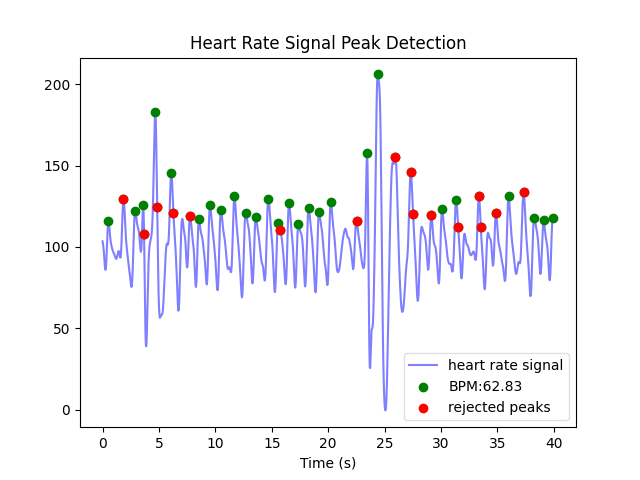 Heart Rate Signal Peak Detection
200
150
100
50
0
heart rate signal
BPM:62.83
rejected peaks
0 5 10 15 20 25 30 35 40
Time (s)